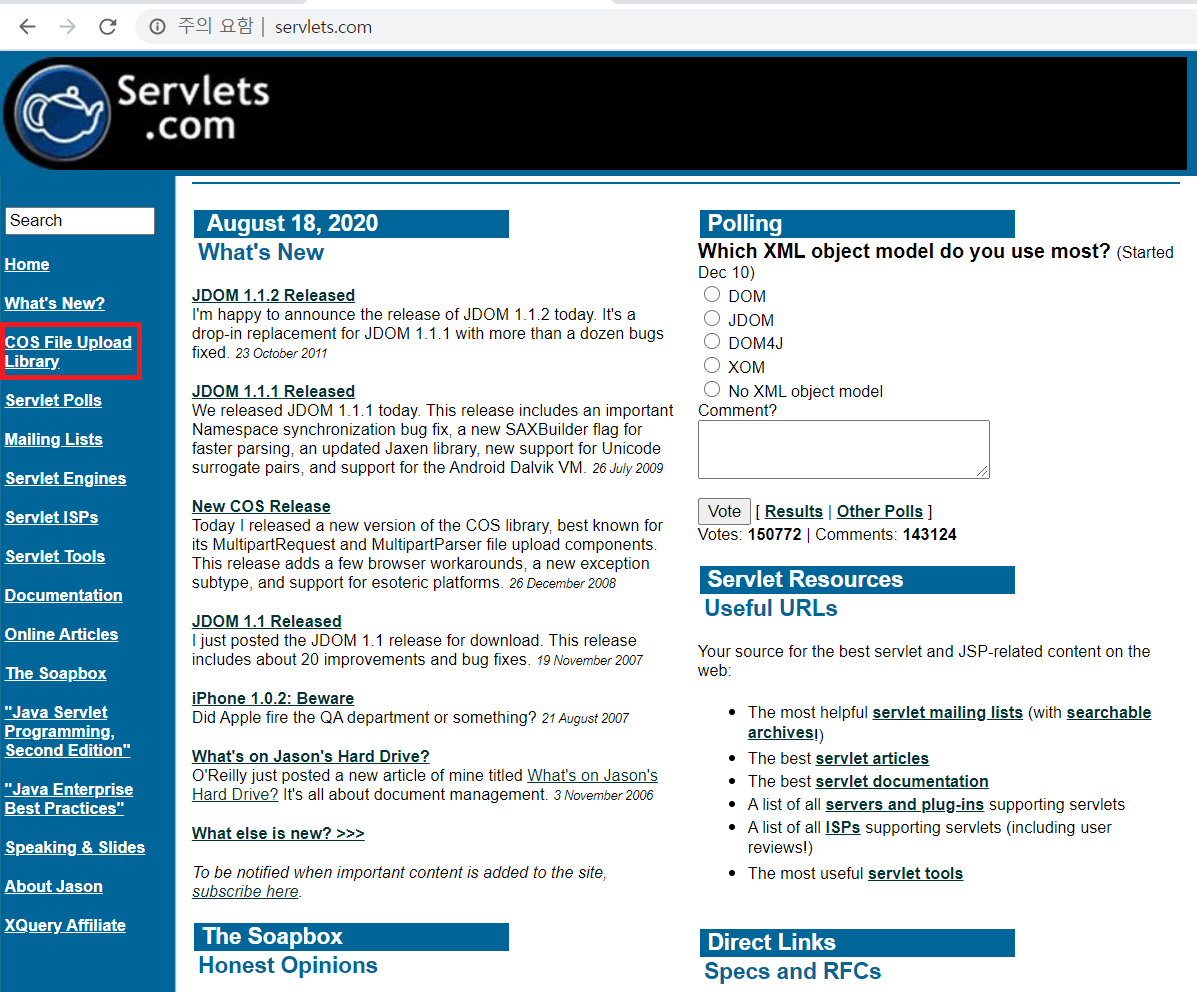 주의 요함 | servlets.com
Servlets
.com
Search
Home
What's New?
COS File Upload
Library
Servlet Polls
Mailing Lists
Servlet Engines
Servlet ISPs
Servlet Tools
Documentation
Online Articles
The Soapbox
"Java Servlet
Programming,
Second Edition"
"Java Enterprise
Best Practices"
Speaking & Slides
About Jason
XQuery Affiliate
August 18, 2020
What's New
JDOM 1.1.2 Released
I'm happy to announce the release of JDOM 1.1.2 today. It's a
drop-in replacement for JDOM 1.1.1 with more than a dozen bugs
fixed. 23 October 2011
JDOM 1.1.1 Released
We released JDOM 1.1.1 today. This release includes an important
Namespace synchronization bug fix, a new SAXBuilder flag for
faster parsing, an updated Jaxen library, new support for Unicode
surrogate pairs, and support for the Android Dalvik VM. 26 July 2009
New COS Release
Today I released a new version of the COS library, best known for
its MultipartRequest and MultipartParser file upload components.
This release adds a few browser workarounds, a new exception
subtype, and support for esoteric platforms. 26 December 2008
JDOM 1.1 Released
I just posted the JDOM 1.1 release for download. This release
includes about 20 improvements and bug fixes. 19 November 2007
iPhone 1.0.2: Beware
Did Apple fire the QA department or something? 21 August 2007
What's on Jason's Hard Drive?
O'Reilly just posted a new article of mine titled What's on Jason's
Hard Drive? It's all about document management. 3 November 2006
What else is new? >>>
To be notified when important content is added to the site,
subscribe here.
The Soapbox
Honest Opinions
Polling
Which XML object model do you use most? (Started
Dec 10)
DOM
JDOM
DOM4J
XOM
No XML object model
Comment?
Vote [ Results | Other Polls ]
Votes: 150772 | Comments: 143124
Servlet Resources
Useful URLs
Your source for the best servlet and JSP-related content on the
web:
• The most helpful servlet mailing lists (with searchable
archives!)
• The best servlet articles
• The best servlet documentation
• A list of all servers and plug-ins supporting servlets
• A list of all ISPs supporting servlets (including user
reviews!)
• The most useful servlet tools
Direct Links
Specs and RFCs